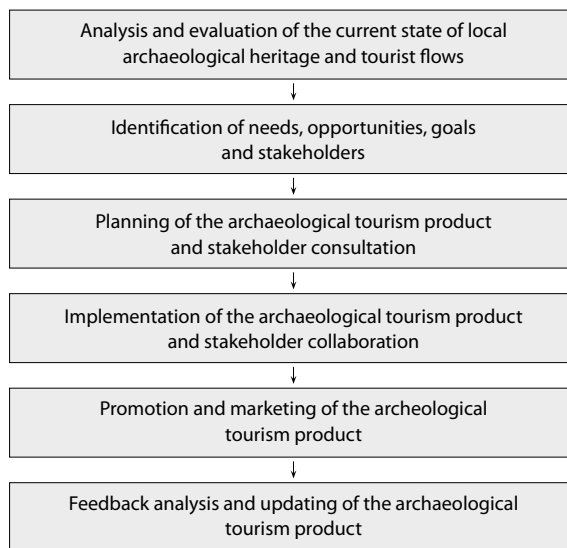 Analysis and evaluation of the current state of local
archaeological heritage and tourist flows
Identification of needs, opportunities, goals
and stakeholders
Planning of the archaeological tourism product
and stakeholder consultation
Implementation of the archaeological tourism product
and stakeholder collaboration
Promotion and marketing of the archeological
tourism product
Feedback analysis and updating of the archaeological
tourism product